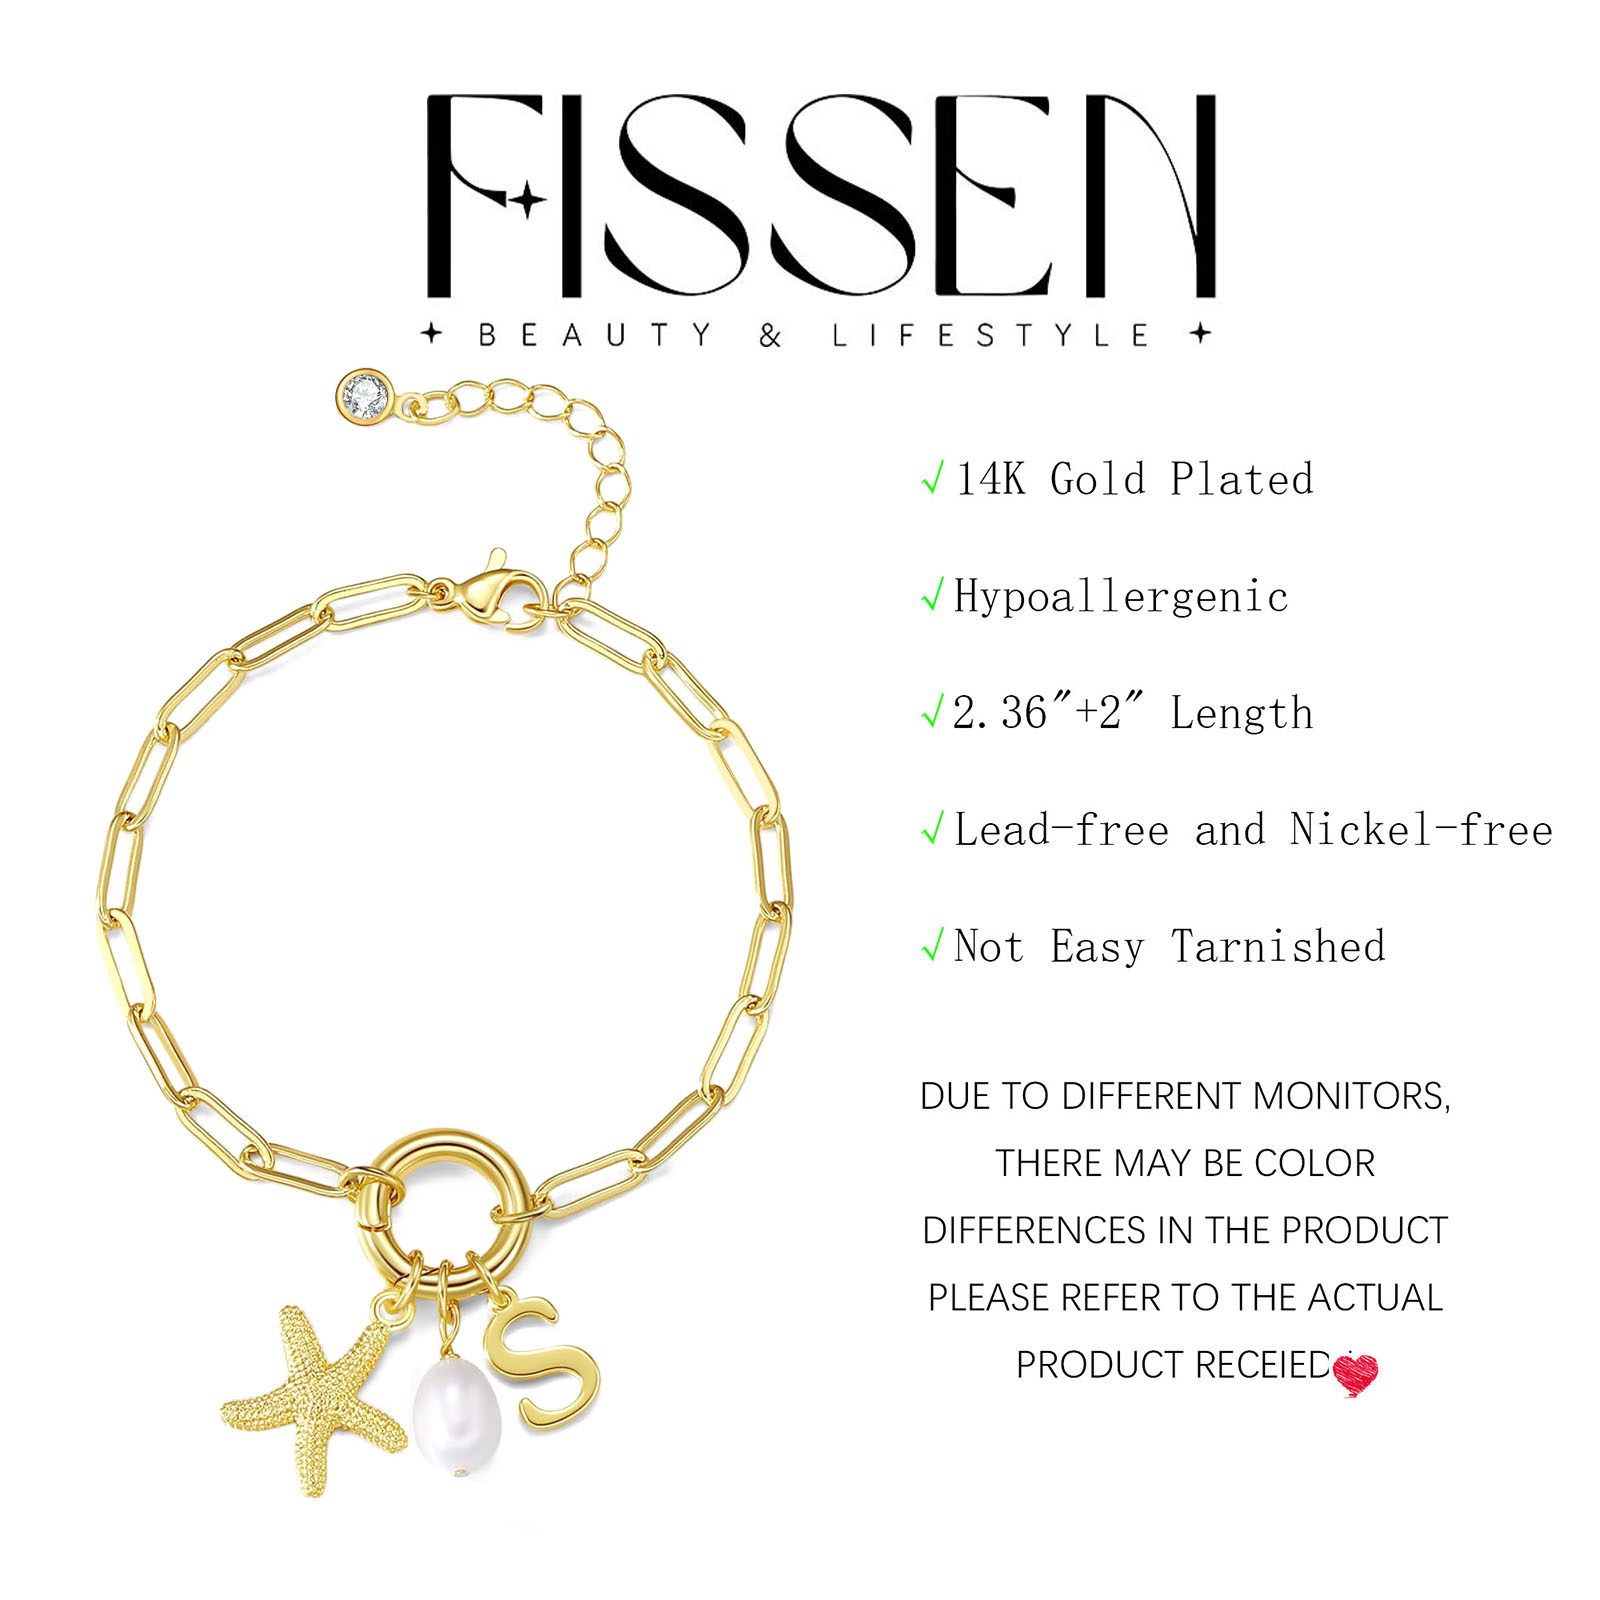 FISSEN
BEAUTY & LIFESTYLE
√14K Gold Plated
√Hypoallergenic
√2.36″+2″ Length
√Lead-free and Nickel-free
√Not Easy Tarnished
DUE TO DIFFERENT MONITORS,
THERE MAY BE COLOR
DIFFERENCES IN THE PRODUCT
PLEASE REFER TO THE ACTUAL
PRODUCT RECEIED
S